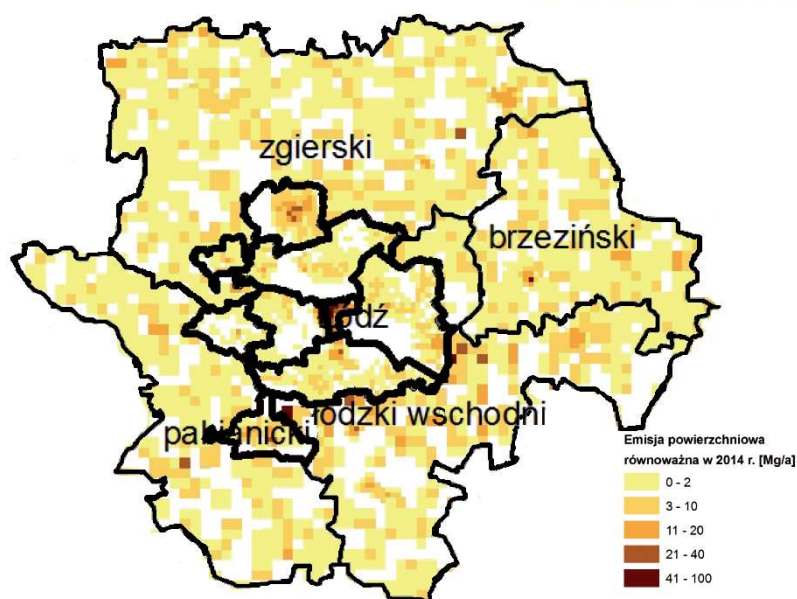 zgierski
brzeziński
Łódź
łódzki wschodni
pabianicki
Emisja powierzchniowa
równoważna w 2014 r. [Mg/a]
0 - 2
3 - 10
11 - 20
21 - 40
41 - 100